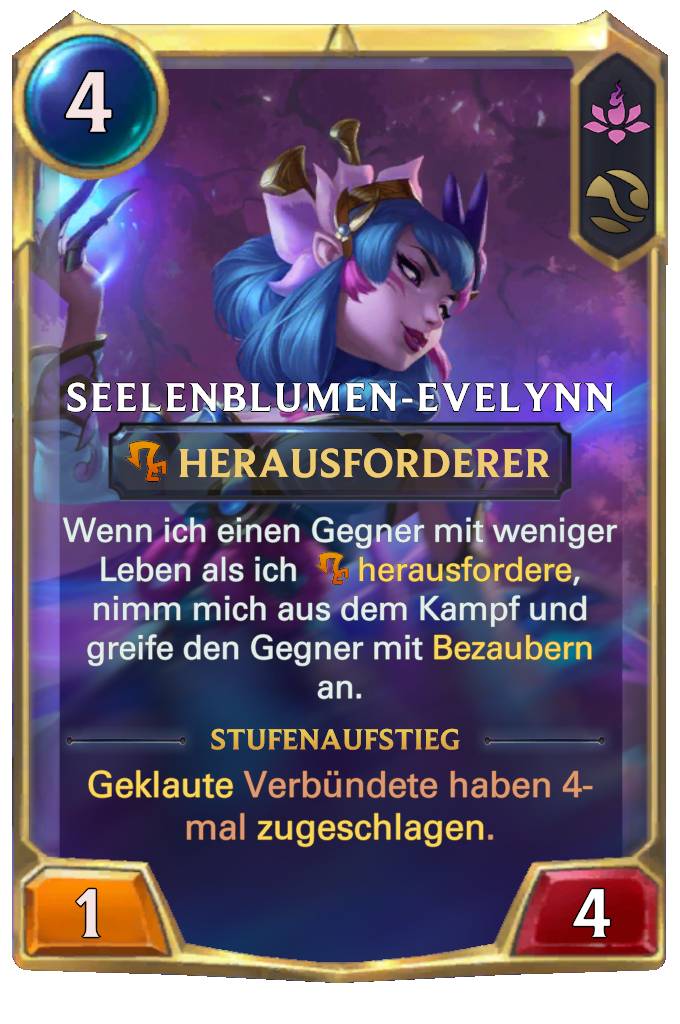 4
SEELENBLUMEN-EVELYNN
HERAUSFORDERER
Wenn ich einen Gegner mit weniger
Leben als ich herausfordere,
nimm mich aus dem Kampf und
greife den Gegner mit Bezaubern
an.
STUFENAUFSTIEG
Geklaute Verbündete haben 4-
mal zugeschlagen.
1
4